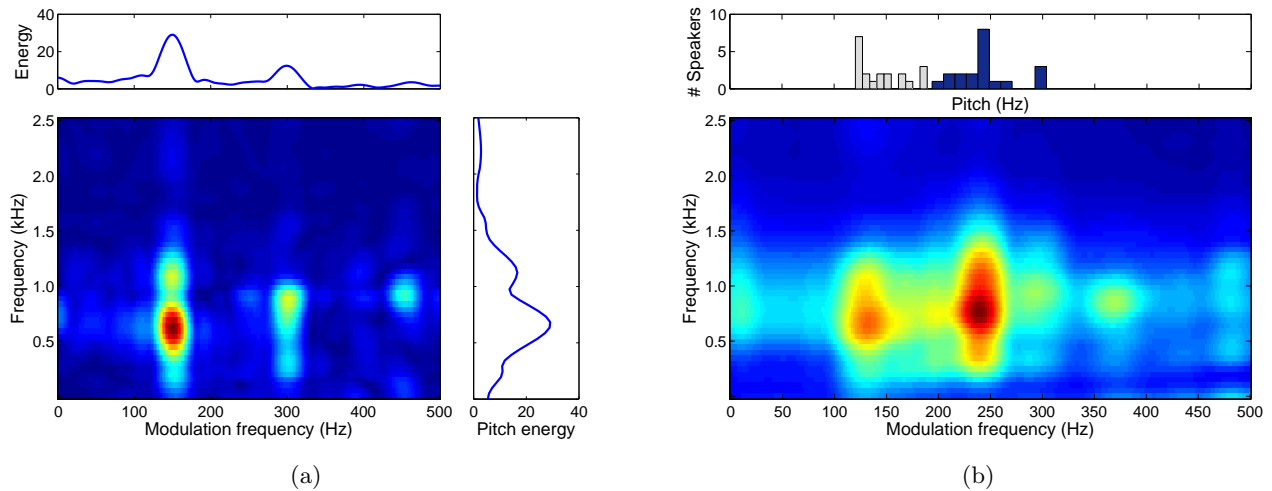 40
20
0
Energy
2.5
2.0
1.5
1.0
0.5
Frequency (kHz)
0 100 200 300 400 500
Modulation frequency (Hz)
0 20 40
Pitch energy
(a)
10
5
0
# Speakers
Pitch (Hz)
2.5
2.0
1.5
1.0
0.5
Frequency (kHz)
0 50 100 150 200 250 300 350 400 450 500
Modulation frequency (Hz)
(b)